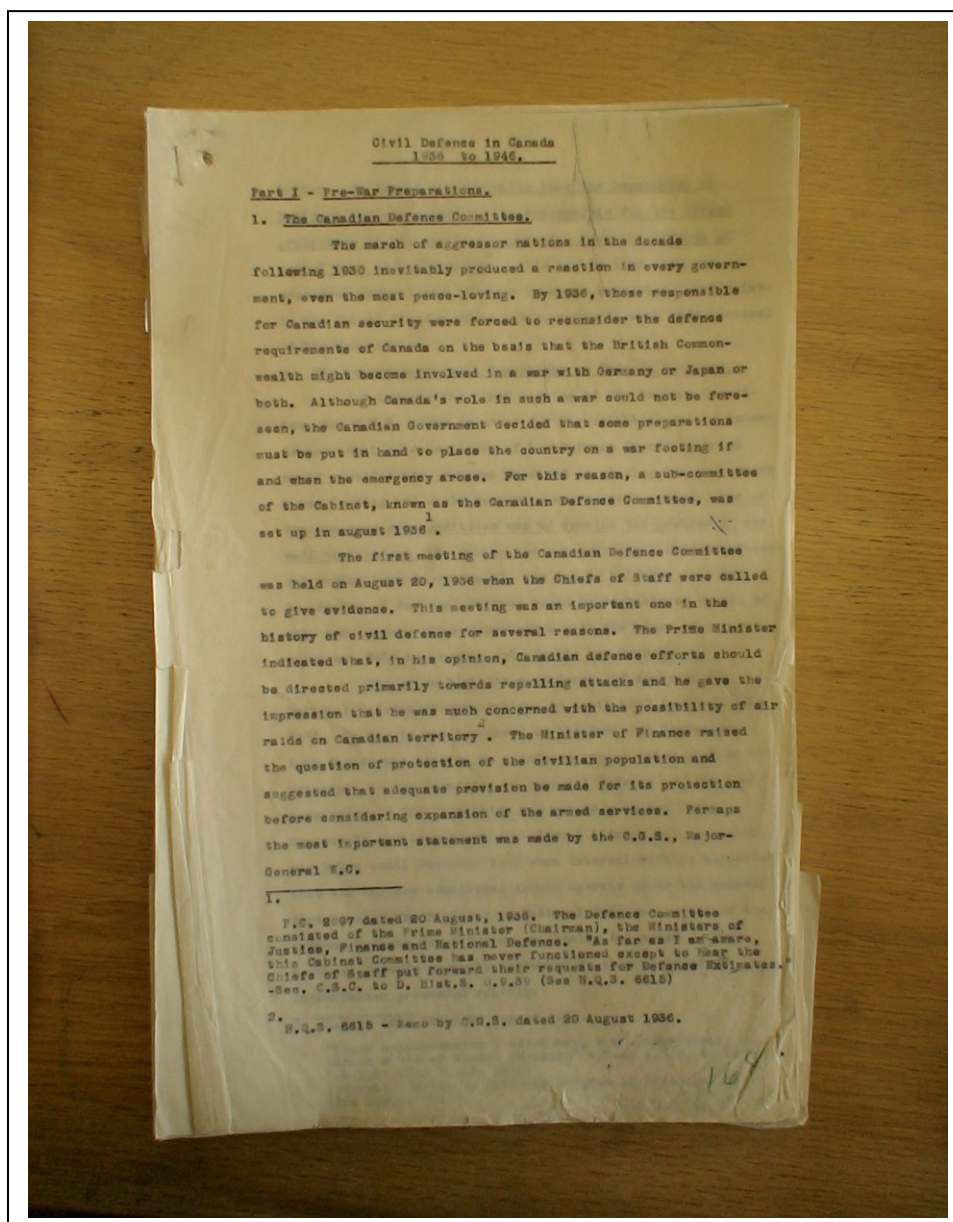 Civil Defence in Canada
1936 to 1946.
Part I - Pre-War Preparations.
1. The Canadian Defence Committee.
The march of aggressor nations in the decade
following 1930 inevitably produced a reaction in every govern-
ment, even the most peace-loving. By 1936, those responsible
for Canadian security were forced to reconsider the defence
requirements of Canada on the basis that the British Common-
wealth might become involved in a war with Germany or Japan or
both. Although Canada's role in such a war could not be fore-
seen, the Canadian Government decided that some preparations
must be put in hand to place the country on a war footing if
and when the emergency arose. For this reason, a sub-committee
of the Cabinet, known as the Canadian Defence Committee, was
set up in august 1936 1.
The first meeting of the Canadian Defence Committee
was held on August 20, 1936 when the Chiefs of Staff were called
to give evidence. This meeting was an important one in the
history of civil defence for several reasons. The Prime Minister
indicated that, in his opinion, Canadian defence efforts should
be directed primarily towards repelling attacks and he gave the
impression that he was much concerned with the possibility of air
raids on Canadian territory 2. The Minister of Finance raised
the question of protection of the civilian population and
suggested that adequate provision be made for its protection
before considering expansion of the armed services. Perhaps
the most important statement was made by the C.G.S., Major-
General E.C.
1.
P.C. 2097 dated 20 August, 1936. The Defence Committee
consisted of the Prime Minister (Chairman), the Ministers of
Justice, Finance and National Defence. "As far as I am aware,
this Cabinet Committee has never functioned except to hear the
Chiefs of Staff put forward their requests for Defence Estimates."
-Sec. C.S.C. to D. Hist.S. (See H.Q.S. 6615)
2.
H.Q.S. 6615 - Memo by C.G.S. dated 20 August 1936.
164